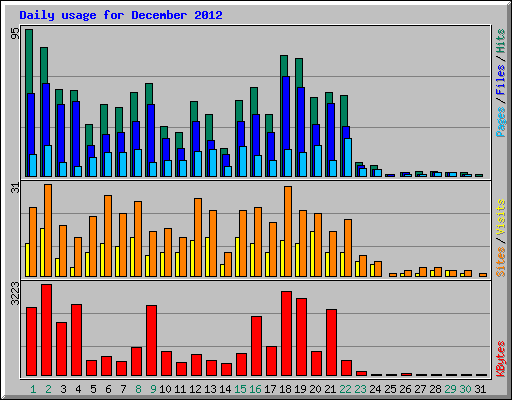 Daily usage for December 2012
95
Pages / Files / Hits
31
Sites / Visits
3223
KBytes
1 2 3 4 5 6 7 8 9 10 11 12 13 14 15 16 17 18 19 20 21 22 23 24 25 26 27 28 29 30 31